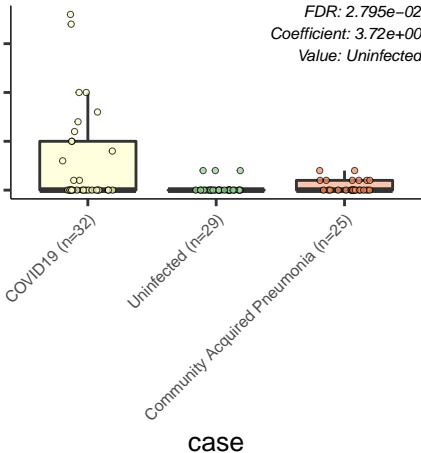 FDR: 2.795e−02
Coefficient: 3.72e+00
Value: Uninfected
COVID19 (n=32)
Uninfected (n=29)
Community Acquired Pneumonia (n=25)
case